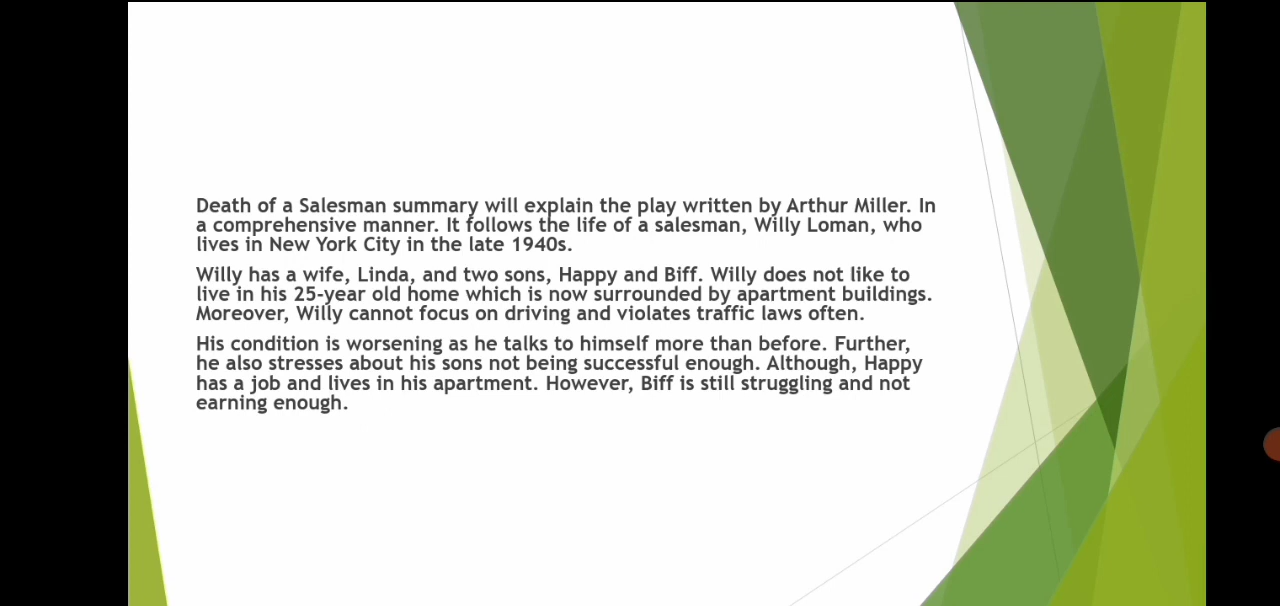 Death of a Salesman summary will explain the play written by Arthur Miller. In
a comprehensive manner. It follows the life of a salesman, Willy Loman, who
lives in New York City in the late 1940s.
Willy has a wife, Linda, and two sons, Happy and Biff. Willy does not like to
live in his 25-year old home which is now surrounded by apartment buildings.
Moreover, Willy cannot focus on driving and violates traffic laws often.
His condition is worsening as he talks to himself more than before. Further,
he also stresses about his sons not being successful enough. Although, Happy
has a job and lives in his apartment. However, Biff is still struggling and not
earning enough.